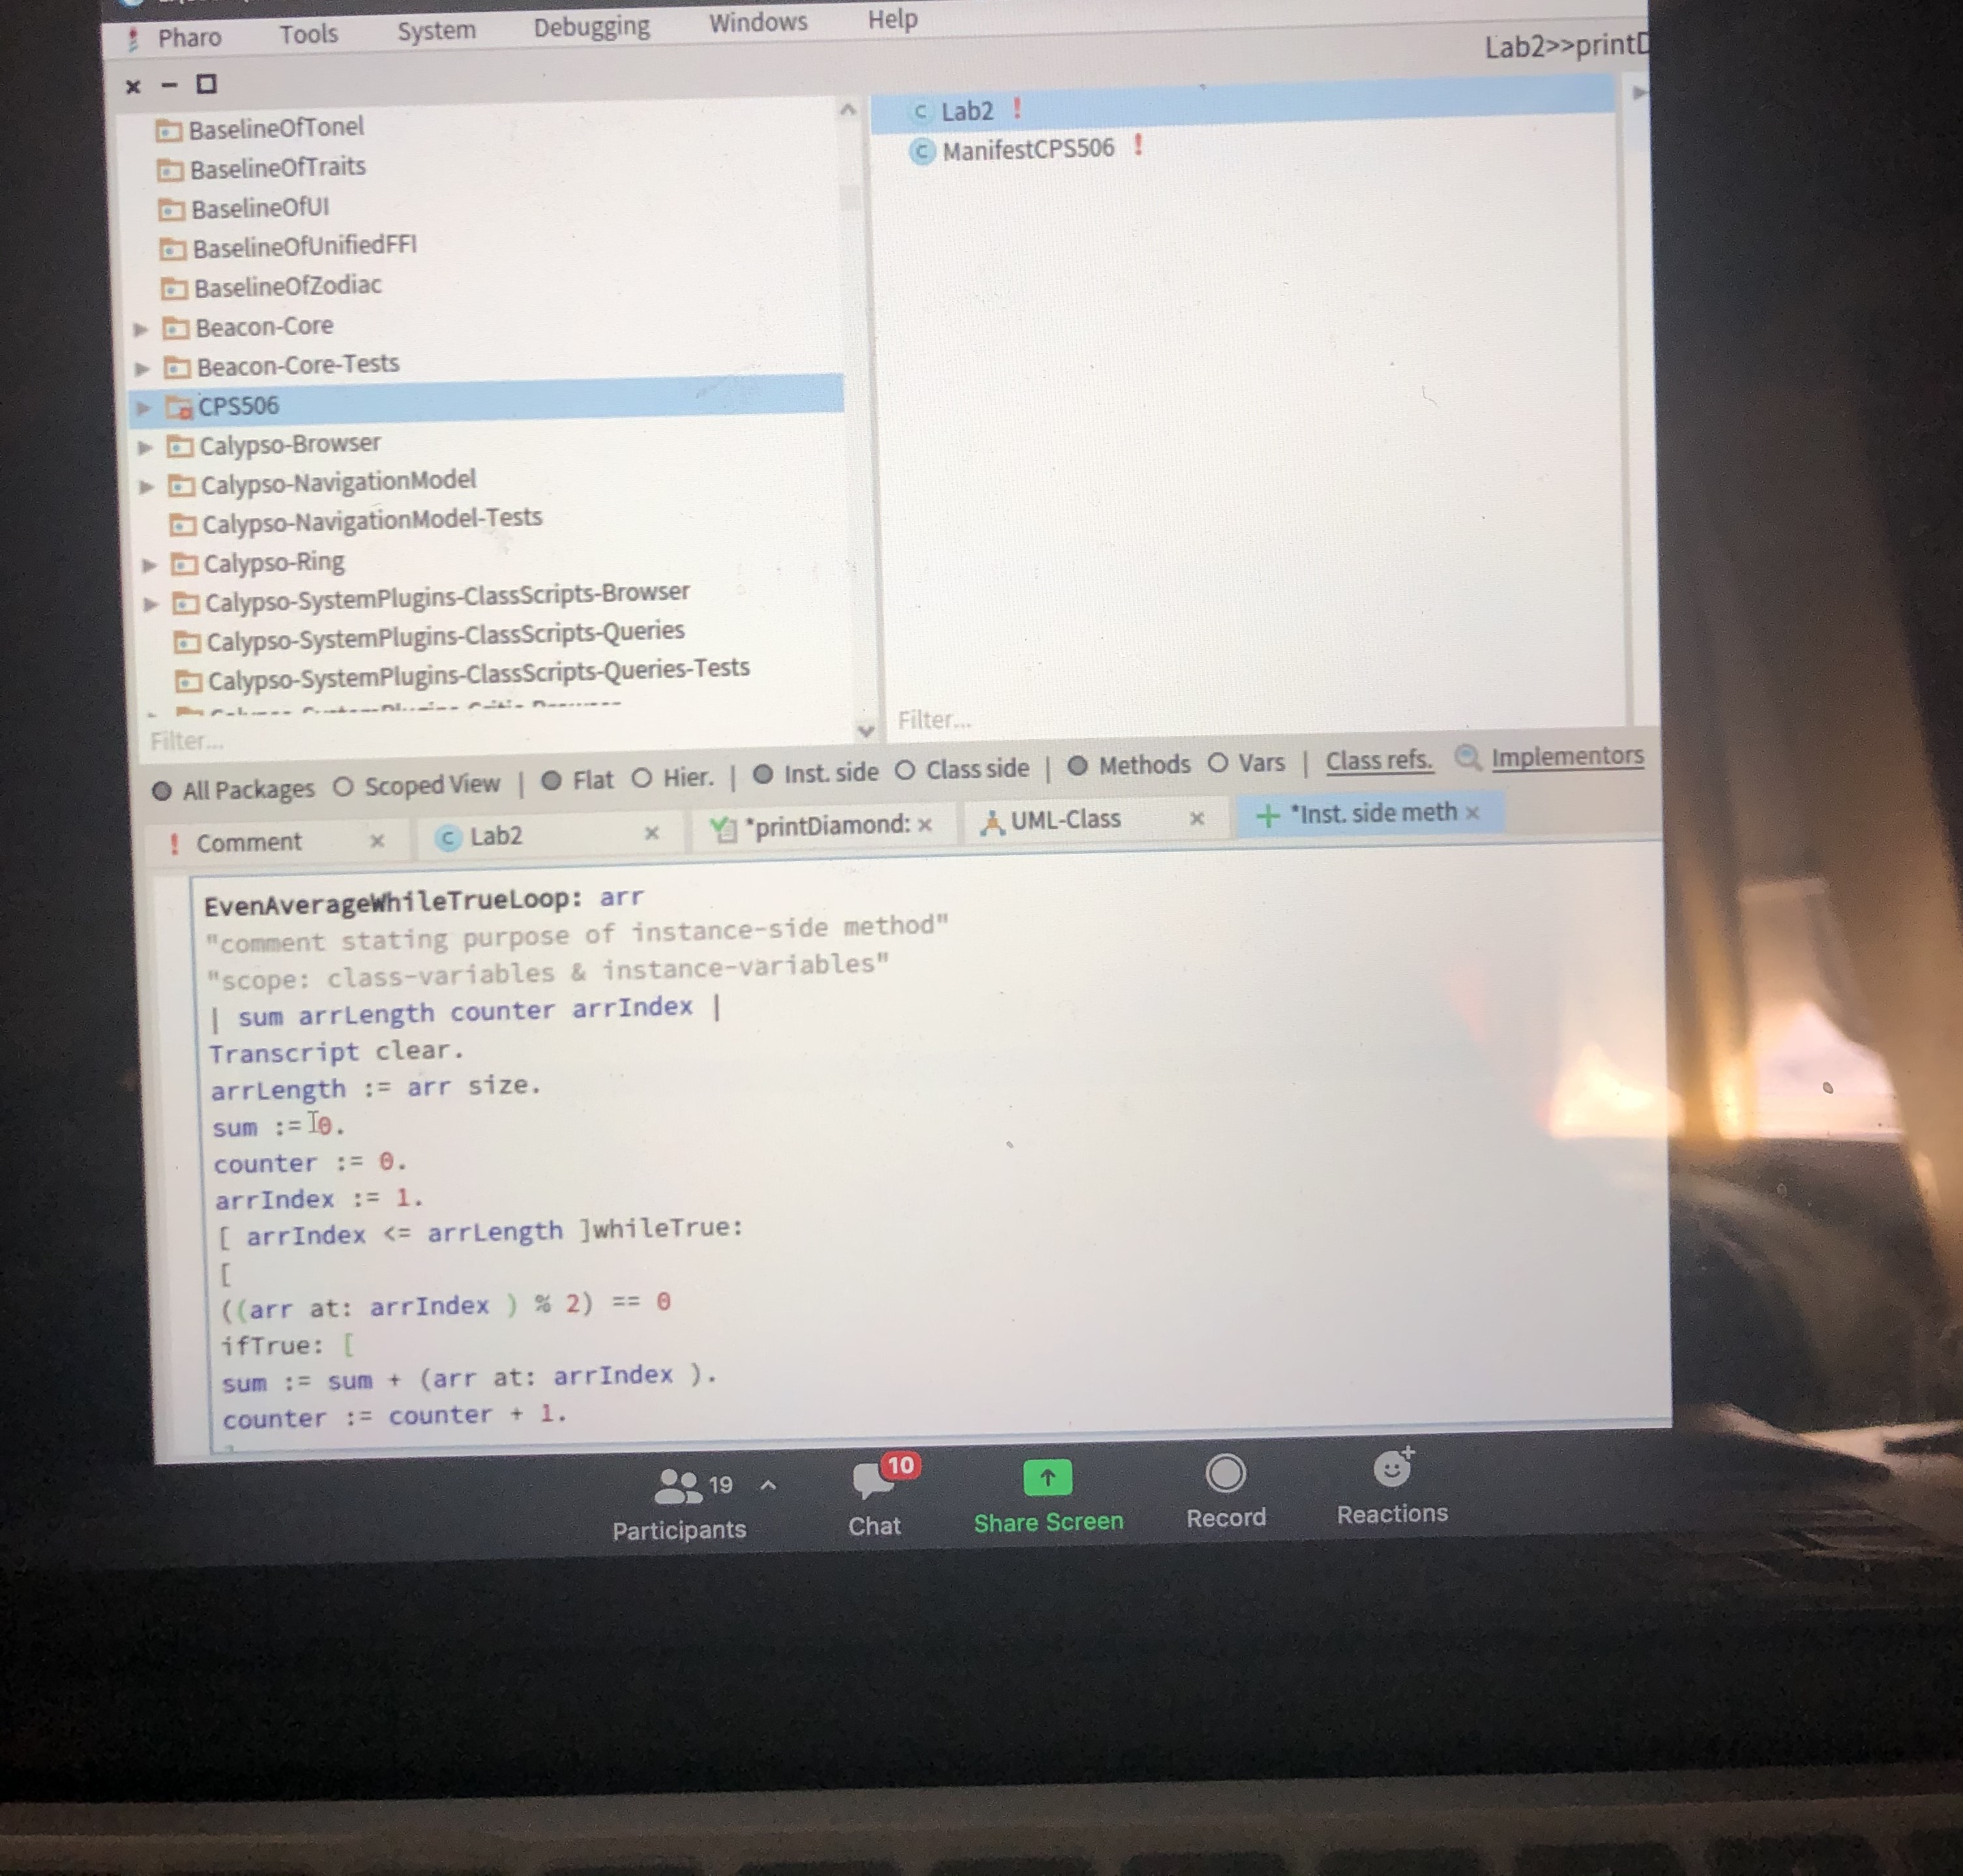 Pharo Tools System Debugging Windows Help
Lab2>>printD
BaselineOfTonel
BaselineOfTraits
BaselineOfUI
BaselineOfUnifiedFFI
BaselineOfZodiac
Beacon-Core
Beacon-Core-Tests
CPS506
Calypso-Browser
Calypso-NavigationModel
Calypso-NavigationModel-Tests
Calypso-Ring
Calypso-SystemPlugins-ClassScripts-Browser
Calypso-SystemPlugins-ClassScripts-Queries
Calypso-SystemPlugins-ClassScripts-Queries-Tests
Filter...
C Lab2 !
C ManifestCPS506 !
Filter...
All Packages Scoped View | Flat Hier. | Inst. side Class side | Methods Vars | Class refs. Implementors
! Comment × C Lab2 × *printDiamond: × UML-Class × + *Inst. side meth ×
EvenAverageWhileTrueLoop: arr
"comment stating purpose of instance-side method"
"scope: class-variables & instance-variables"
| sum arrLength counter arrIndex |
Transcript clear.
arrLength := arr size.
sum := 0.
counter := 0.
arrIndex := 1.
[ arrIndex <= arrLength ]whileTrue:
[
((arr at: arrIndex ) % 2) == 0
ifTrue: [
sum := sum + (arr at: arrIndex ).
counter := counter + 1.
19
10
Participants Chat Share Screen Record Reactions